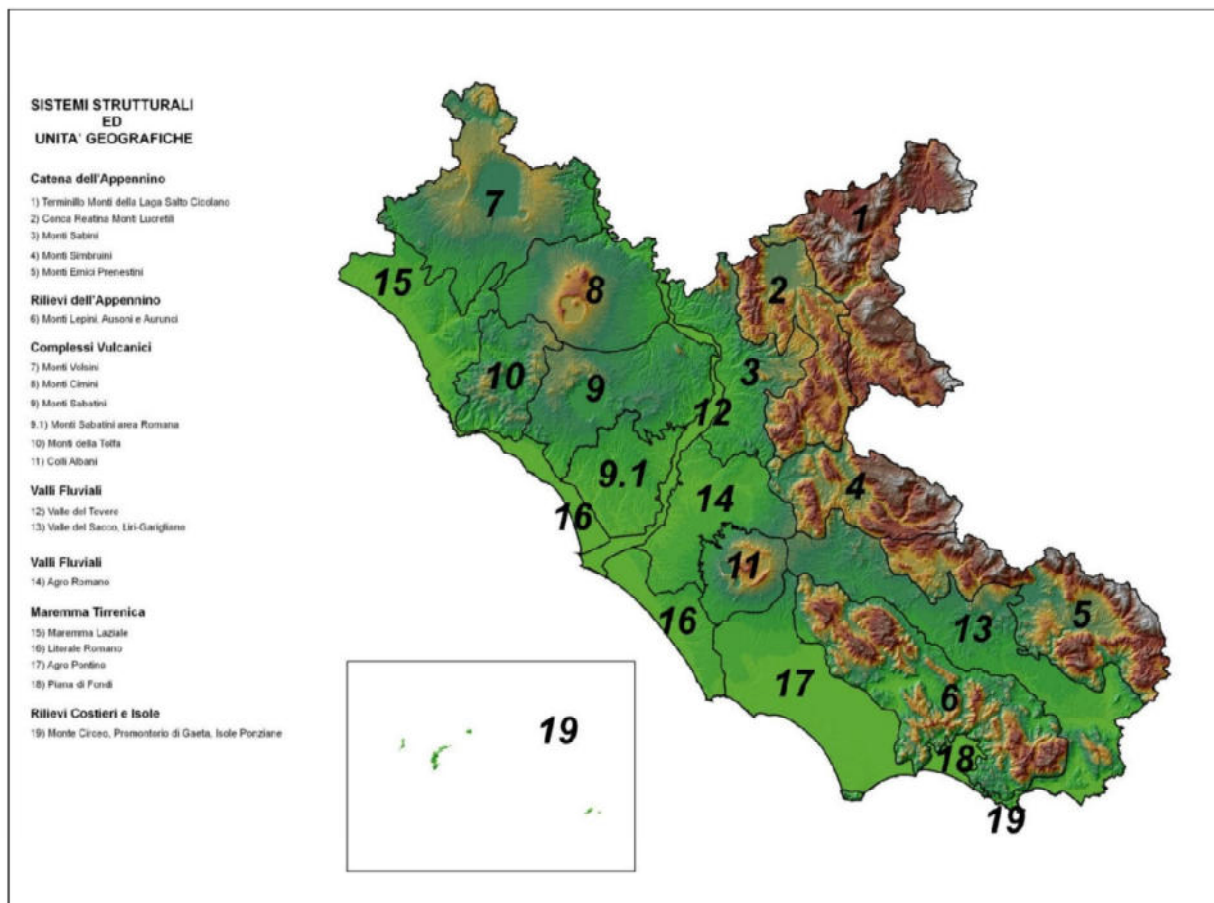 SISTEMI STRUTTURALI
ED
UNITA' GEOGRAFICHE
Catena dell'Appennino
1) Terminillo Monti della Laga Salto Cicolano
2) Conca Reatina Monti Lucretili
3) Monti Sabini
4) Monti Simbruini
5) Monti Ernici Prenestini
Rilievi dell'Appennino
6) Monti Lepini, Ausoni e Aurunci
Complessi Vulcanici
7) Monti Volsini
8) Monti Cimini
9) Monti Sabatini
9.1) Monti Sabatini area Romana
10) Monti della Tolfa
11) Colli Albani
Valli Fluviali
12) Valle del Tevere
13) Valle del Sacco, Liri-Garigliano
Valli Fluviali
14) Agro Romano
Maremma Tirrenica
15) Maremma Laziale
16) Literale Romano
17) Agro Pontino
18) Piana di Fondi
Rilievi Costieri e Isole
19) Monte Circeo, Promontorio di Gaeta, Isole Ponziane
7
1
15
8
2
10
9
3
12
9.1
14
4
16
11
16
13
5
17
6
19
18
19